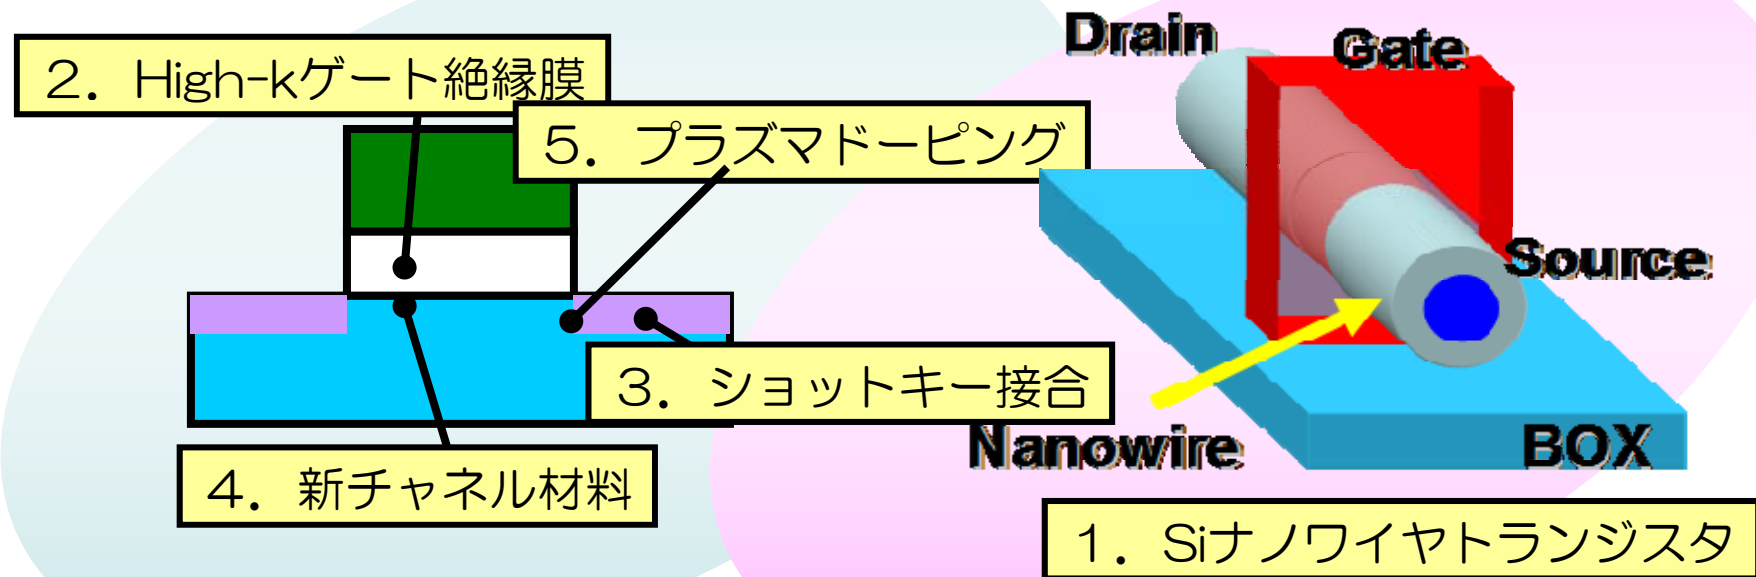 Drain
Gate
2. High-kゲート絶縁膜
5. プラズマドーピング
Source
3. ショットキー接合
Nanowire
BOX
4. 新チャネル材料
1. Siナノワイヤトランジスタ